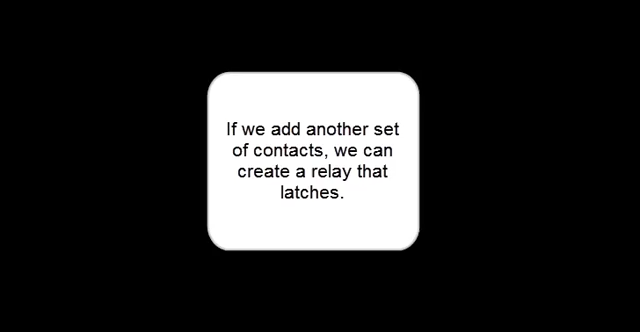 If we add another set
of contacts, we can
create a relay that
latches.